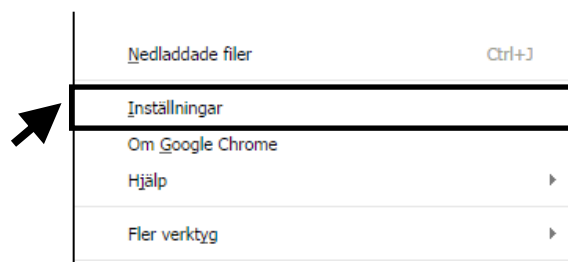 Nedladdade filer Ctrl+J
Inställningar
Om Google Chrome
Hjälp
Fler verktyg